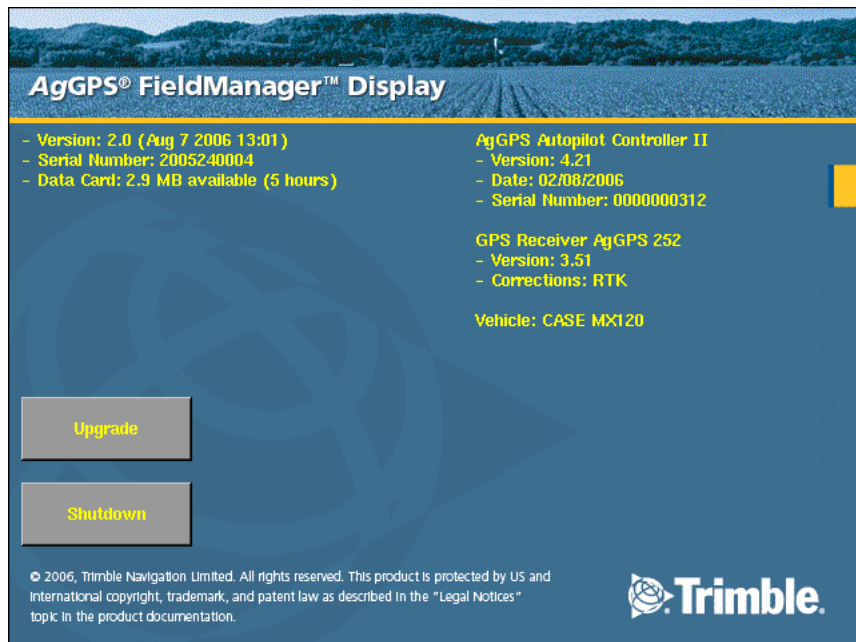 AgGPS® FieldManager™ Display
- Version: 2.0 (Aug 7 2006 13:01)
- Serial Number: 2005240004
- Data Card: 2.9 MB available (5 hours)
AgGPS Autopilot Controller II
- Version: 4.21
- Date: 02/08/2006
- Serial Number: 0000000312
GPS Receiver AgGPS 252
- Version: 3.51
- Corrections: RTK
Vehicle: CASE MX120
Upgrade
Shutdown
© 2006, Trimble Navigation Limited. All rights reserved. This product is protected by US and
international copyright, trademark, and patent law as described in the "Legal Notices"
topic in the product documentation.
Trimble.